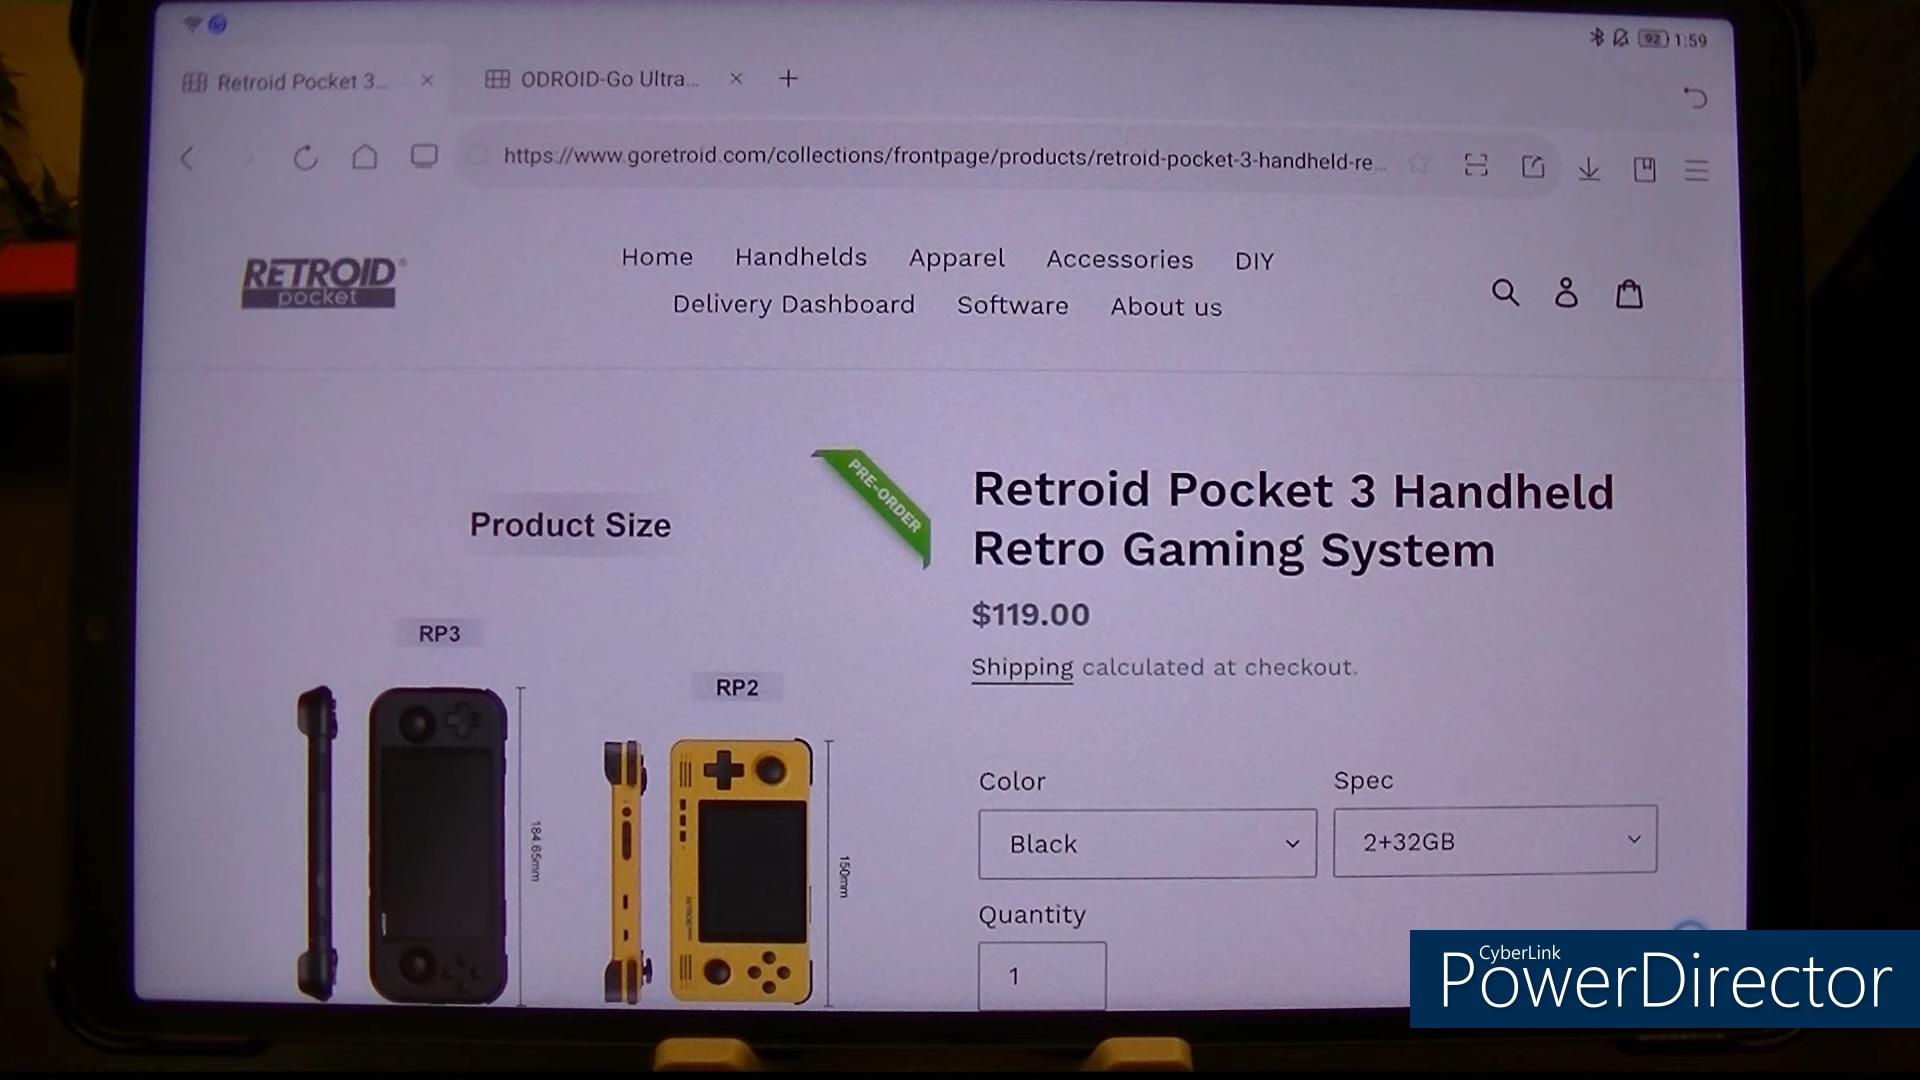 92 1:59
Retroid Pocket 3...
ODROID-Go Ultra...
https://www.goretroid.com/collections/frontpage/products/retroid-pocket-3-handheld-re...
RETROID®
pocket
Home Handhelds Apparel Accessories DIY
Delivery Dashboard Software About us
PRE-ORDER
Product Size
RP3
RP2
184.65mm
150mm
Retroid Pocket 3 Handheld
Retro Gaming System
$119.00
Shipping calculated at checkout.
Color
Spec
Black
2+32GB
Quantity
1
CyberLink
PowerDirector